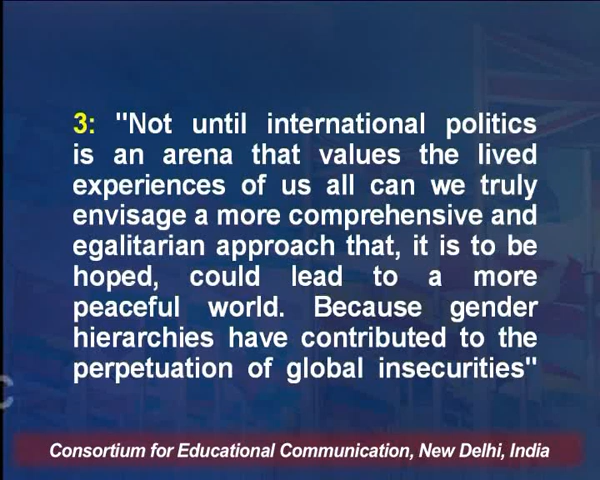 3: "Not until international politics
is an arena that values the lived
experiences of us all can we truly
envisage a more comprehensive and
egalitarian approach that, it is to be
hoped, could lead to a more
peaceful world. Because gender
hierarchies have contributed to the
perpetuation of global insecurities"
C
Consortium for Educational Communication, New Delhi, India